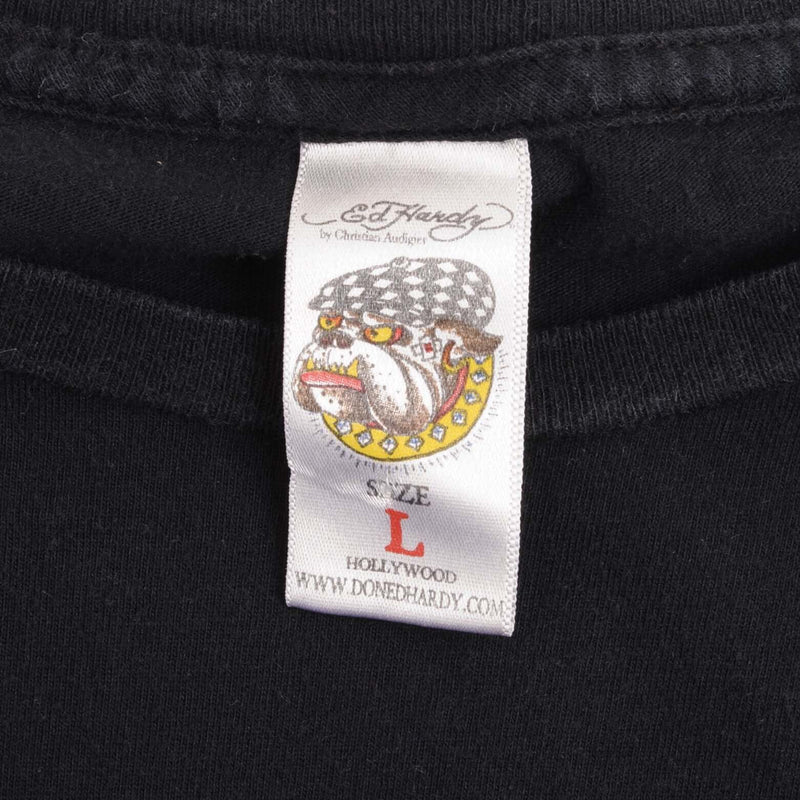 Ed Hardy
by Christian Audigier
SIZE
L
HOLLYWOOD
WWW.DONEDHARDY.COM